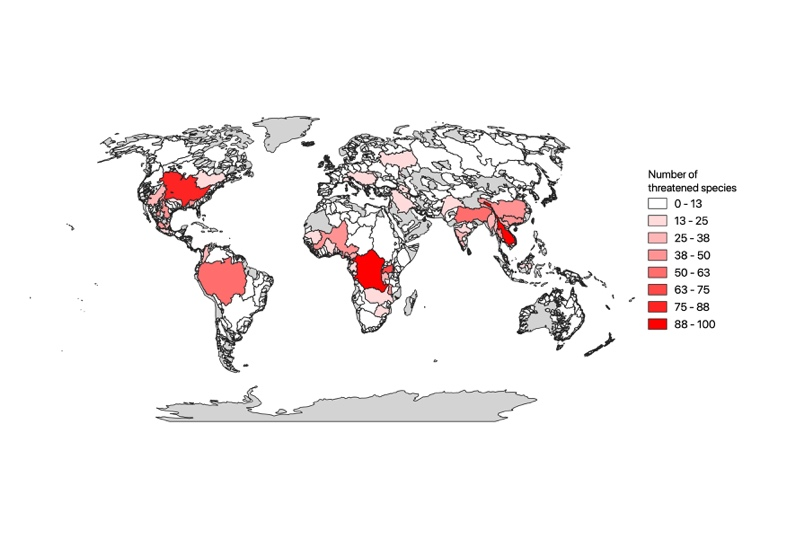 Number of
threatened species
0 - 13
13 - 25
25 - 38
38 - 50
50 - 63
63 - 75
75 - 88
88 - 100